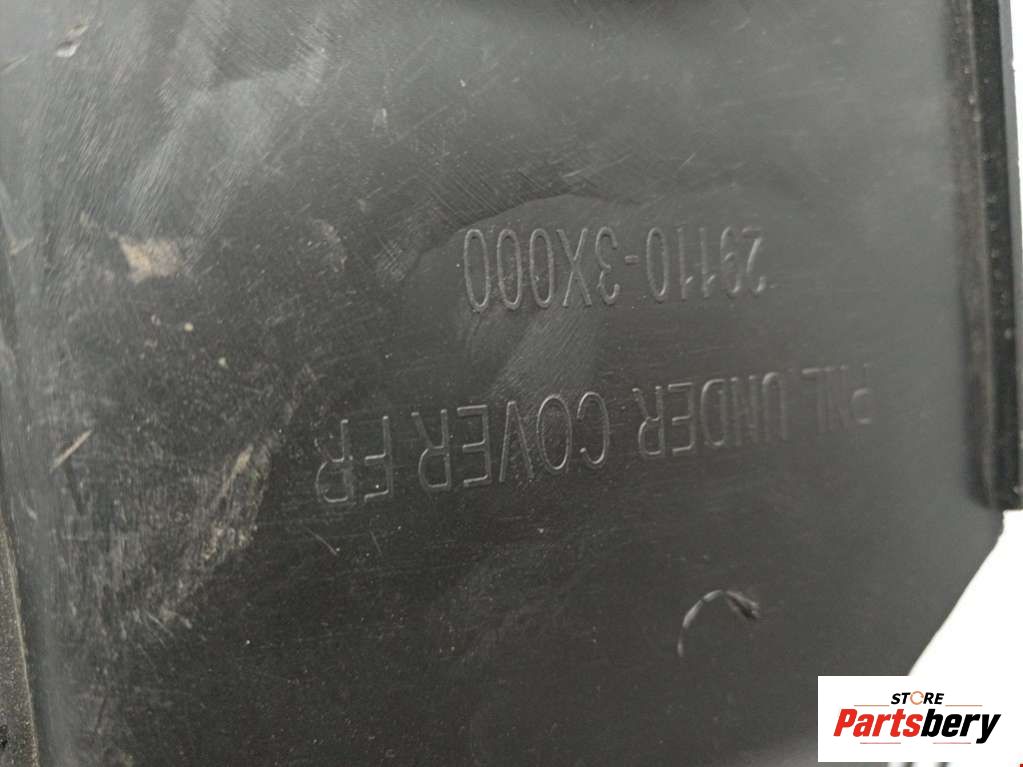 PNL UNDER COVER FR
29110-3X000
STORE
Partsbery